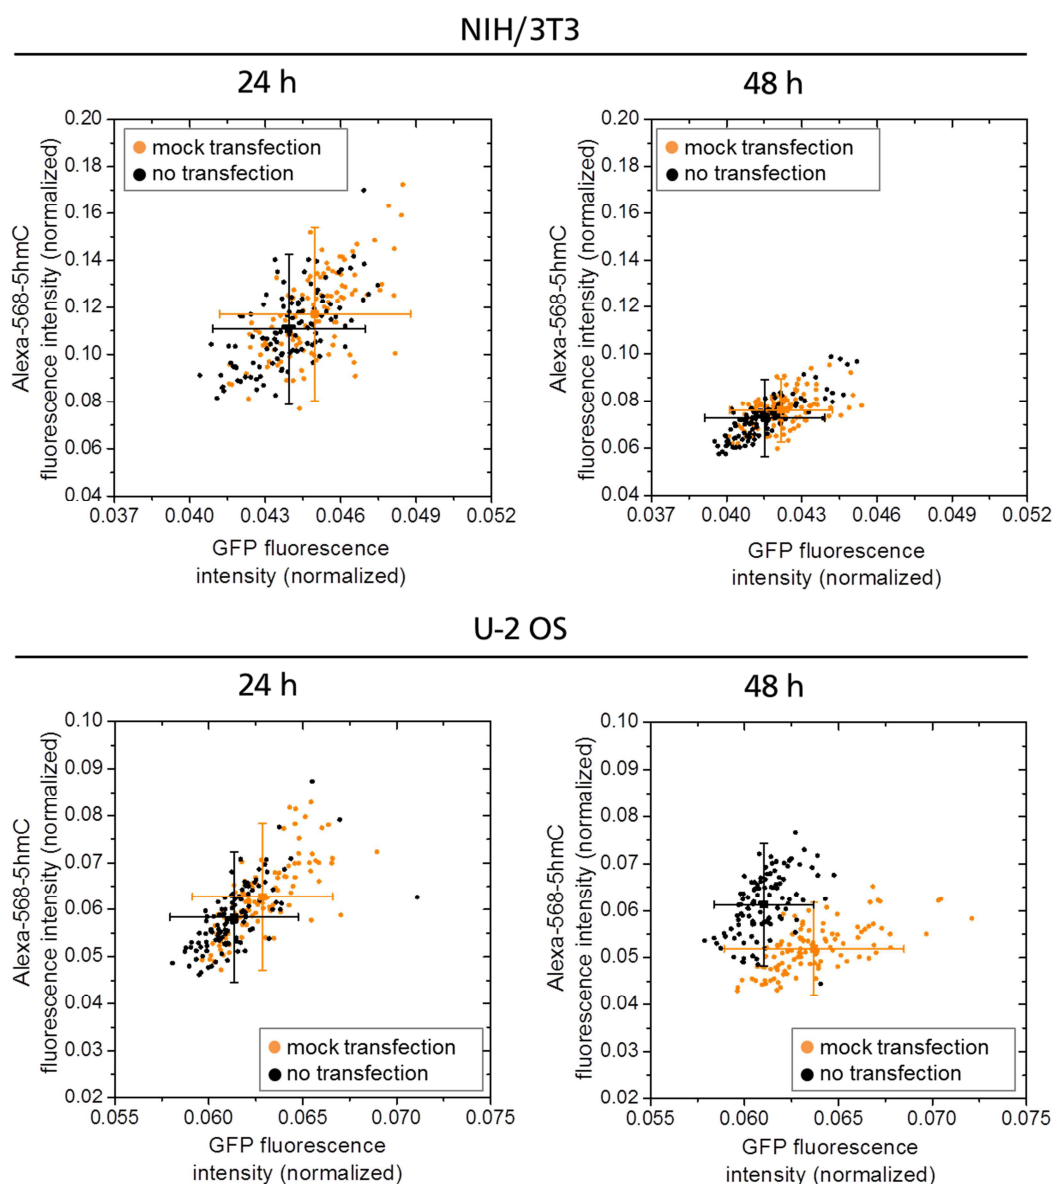 NIH/3T3
24 h
48 h
mock transfection
no transfection
0.20
0.18
0.16
0.14
0.12
0.10
0.08
0.06
0.04
Alexa-568-5hmC
fluorescence intensity (normalized)
0.037
0.040
0.043
0.046
0.049
0.052
GFP fluorescence
intensity (normalized)
mock transfection
no transfection
0.20
0.18
0.16
0.14
0.12
0.10
0.08
0.06
0.04
Alexa-568-5hmC
fluorescence intensity (normalized)
0.037
0.040
0.043
0.046
0.049
0.052
GFP fluorescence
intensity (normalized)
U-2 OS
24 h
48 h
0.10
0.09
0.08
0.07
0.06
0.05
0.04
0.03
0.02
Alexa-568-5hmC
fluorescence intensity (normalized)
mock transfection
no transfection
0.055
0.060
0.065
0.070
0.075
GFP fluorescence
intensity (normalized)
0.10
0.09
0.08
0.07
0.06
0.05
0.04
0.03
0.02
Alexa-568-5hmC
fluorescence intensity (normalized)
mock transfection
no transfection
0.055
0.060
0.065
0.070
0.075
GFP fluorescence
intensity (normalized)